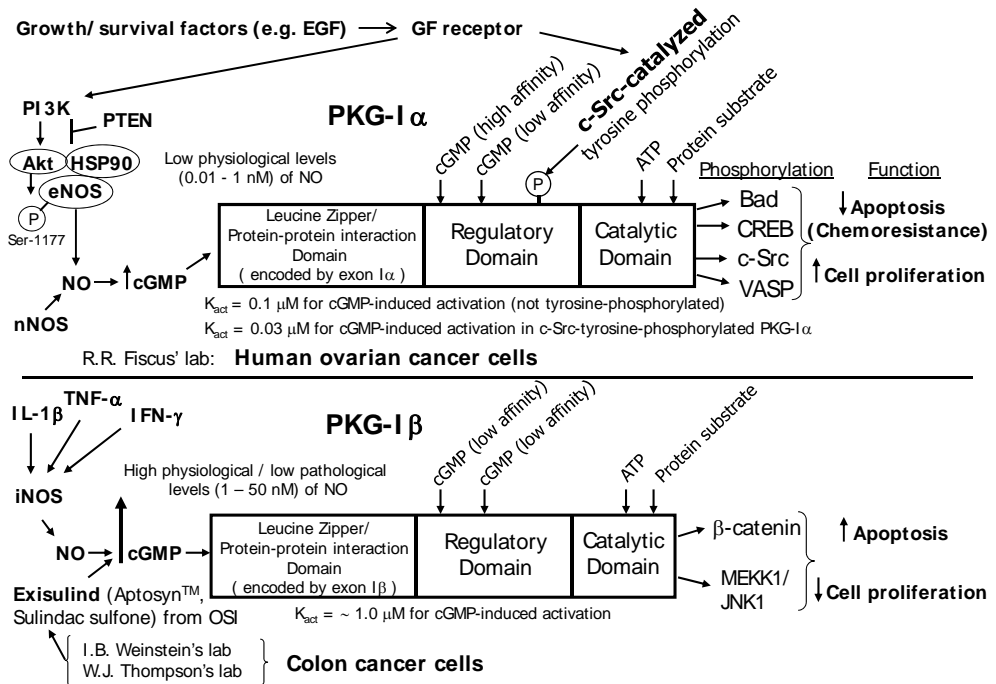 Growth/ survival factors (e.g. EGF)
GF receptor
c-Src-catalyzed
tyrosine phosphorylation
PI3K
PTEN
Akt
HSP90
eNOS
P
Ser-1177
NO
cGMP
nNOS
PKG-Iα
Low physiological levels
(0.01 - 1 nM) of NO
cGMP (high affinity)
cGMP (low affinity)
P
ATP
Protein substrate
Leucine Zipper/
Protein-protein interaction
Domain
( encoded by exon Iα )
Regulatory
Domain
Catalytic
Domain
Phosphorylation
Bad
CREB
c-Src
VASP
Function
Apoptosis
(Chemoresistance)
Cell proliferation
Kact = 0.1 μM for cGMP-induced activation (not tyrosine-phosphorylated)
Kact = 0.03 μM for cGMP-induced activation in c-Src-tyrosine-phosphorylated PKG-Iα
R.R. Fiscus' lab: Human ovarian cancer cells
TNF-α
IL-1β
IFN-γ
iNOS
NO
cGMP
PKG-Iβ
High physiological / low pathological
levels (1 – 50 nM) of NO
cGMP (low affinity)
cGMP (low affinity)
ATP
Protein substrate
Leucine Zipper/
Protein-protein interaction
Domain
( encoded by exon Iβ )
Regulatory
Domain
Catalytic
Domain
β-catenin
MEKK1/
JNK1
Apoptosis
Cell proliferation
Exisulind (Aptosyn™,
Sulindac sulfone) from OSI
Kact = ~ 1.0 μM for cGMP-induced activation
I.B. Weinstein's lab
W.J. Thompson's lab
Colon cancer cells